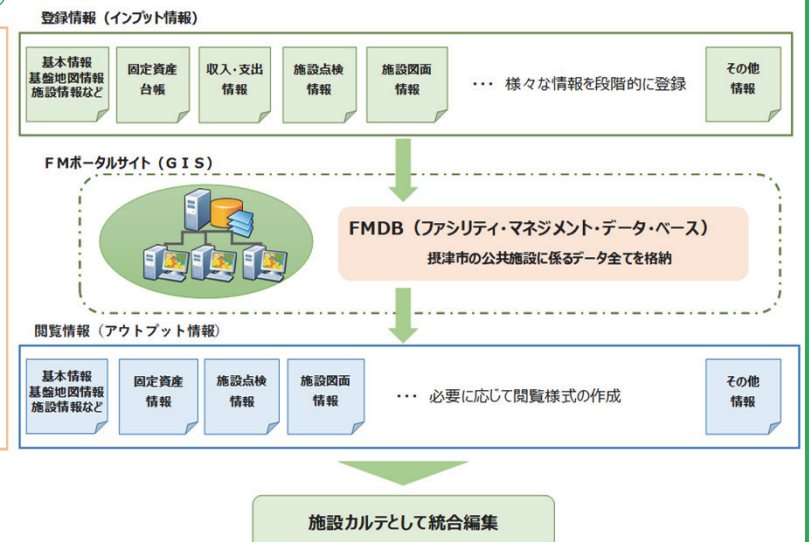 登録情報（インプット情報）
基本情報
基盤地図情報
施設情報など
固定資産
台帳
収入・支出
情報
施設点検
情報
施設図面
情報
･･･ 様々な情報を段階的に登録
その他
情報
ＦＭポータルサイト（ＧＩＳ）
FMDB（ファシリティ・マネジメント・データ・ベース）
摂津市の公共施設に係るデータ全てを格納
閲覧情報（アウトプット情報）
基本情報
基盤地図情報
施設情報など
固定資産
情報
施設点検
情報
施設図面
情報
･･･ 必要に応じて閲覧様式の作成
その他
情報
施設カルテとして統合編集